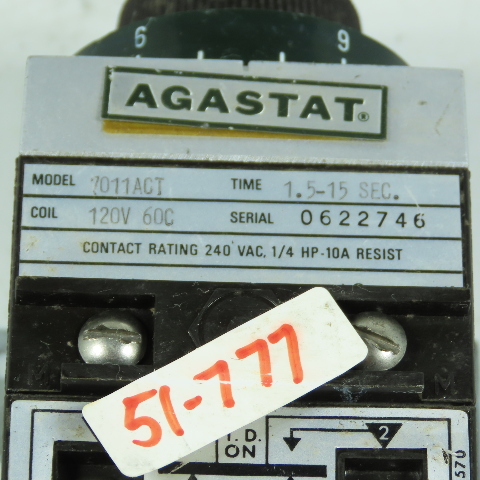 6 9
AGASTAT®
MODEL 7011ACT TIME 1.5-15 SEC.
COIL 120V 60C SERIAL 0622746
CONTACT RATING 240 VAC, 1/4 HP-10A RESIST
51-777
I.D. 2
ON